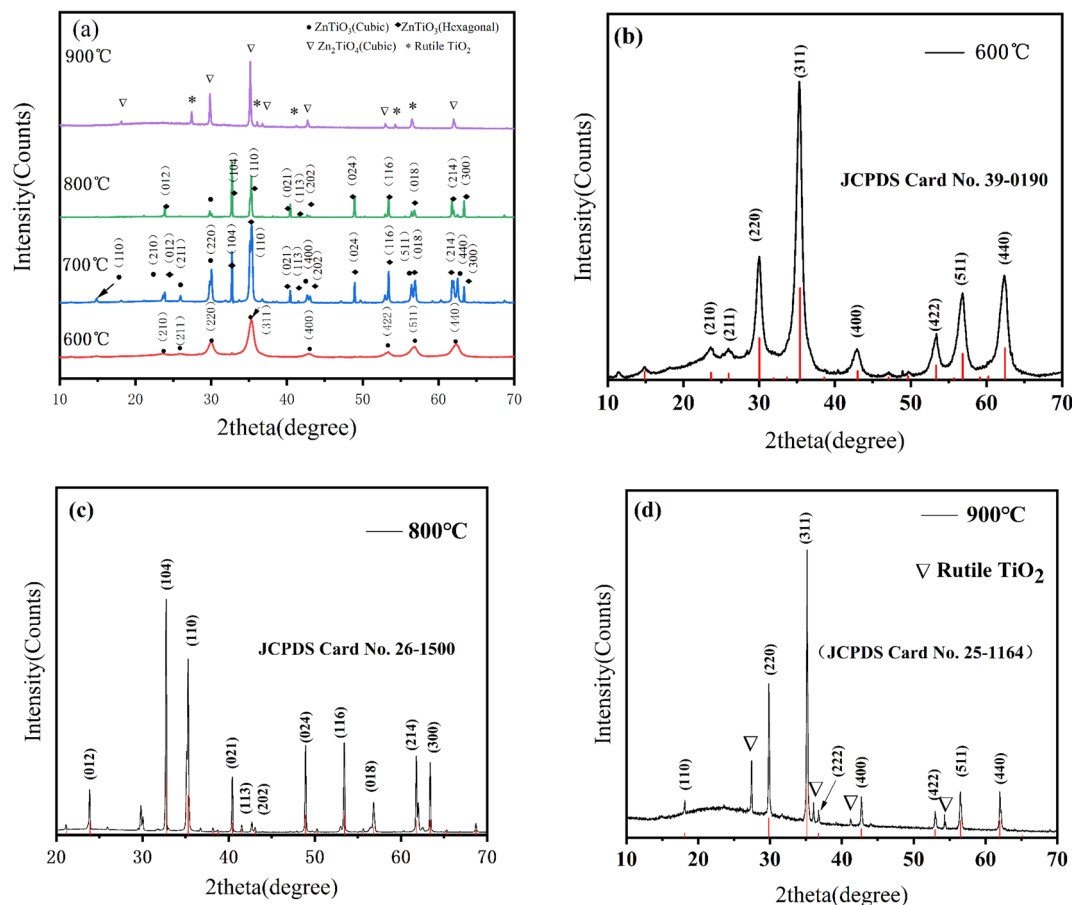 (a)
● ZnTiO₃(Cubic) ◆ ZnTiO₃(Hexagonal)
▽ Zn₂TiO₄(Cubic) * Rutile TiO₂
900℃
800℃
(012)
(104)
(110)
(021)
(113)
(202)
(024)
(116)
(018)
(214)
(300)
700℃
(110)
(210)
(012)
(211)
(220)
(104)
(110)
(021)
(113)
(400)
(202)
(024)
(116)
(511)
(018)
(214)
(440)
(300)
600℃
(210)
(211)
(220)
(311)
(400)
(422)
(511)
(440)
Intensity(Counts)
10 20 30 40 50 60 70
2theta(degree)
(b)
600℃
JCPDS Card No. 39-0190
(210)
(211)
(220)
(311)
(400)
(422)
(511)
(440)
Intensity(Counts)
10 20 30 40 50 60 70
2theta(degree)
(c)
800°C
JCPDS Card No. 26-1500
(012)
(104)
(110)
(021)
(113)
(202)
(024)
(116)
(018)
(214)
(300)
Intensity(Counts)
20 30 40 50 60 70
2theta(degree)
(d)
900°C
▽ Rutile TiO₂
（JCPDS Card No. 25-1164)
(110)
(220)
(311)
(222)
(400)
(422)
(511)
(440)
Intensity(Counts)
10 20 30 40 50 60 70
2theta(degree)